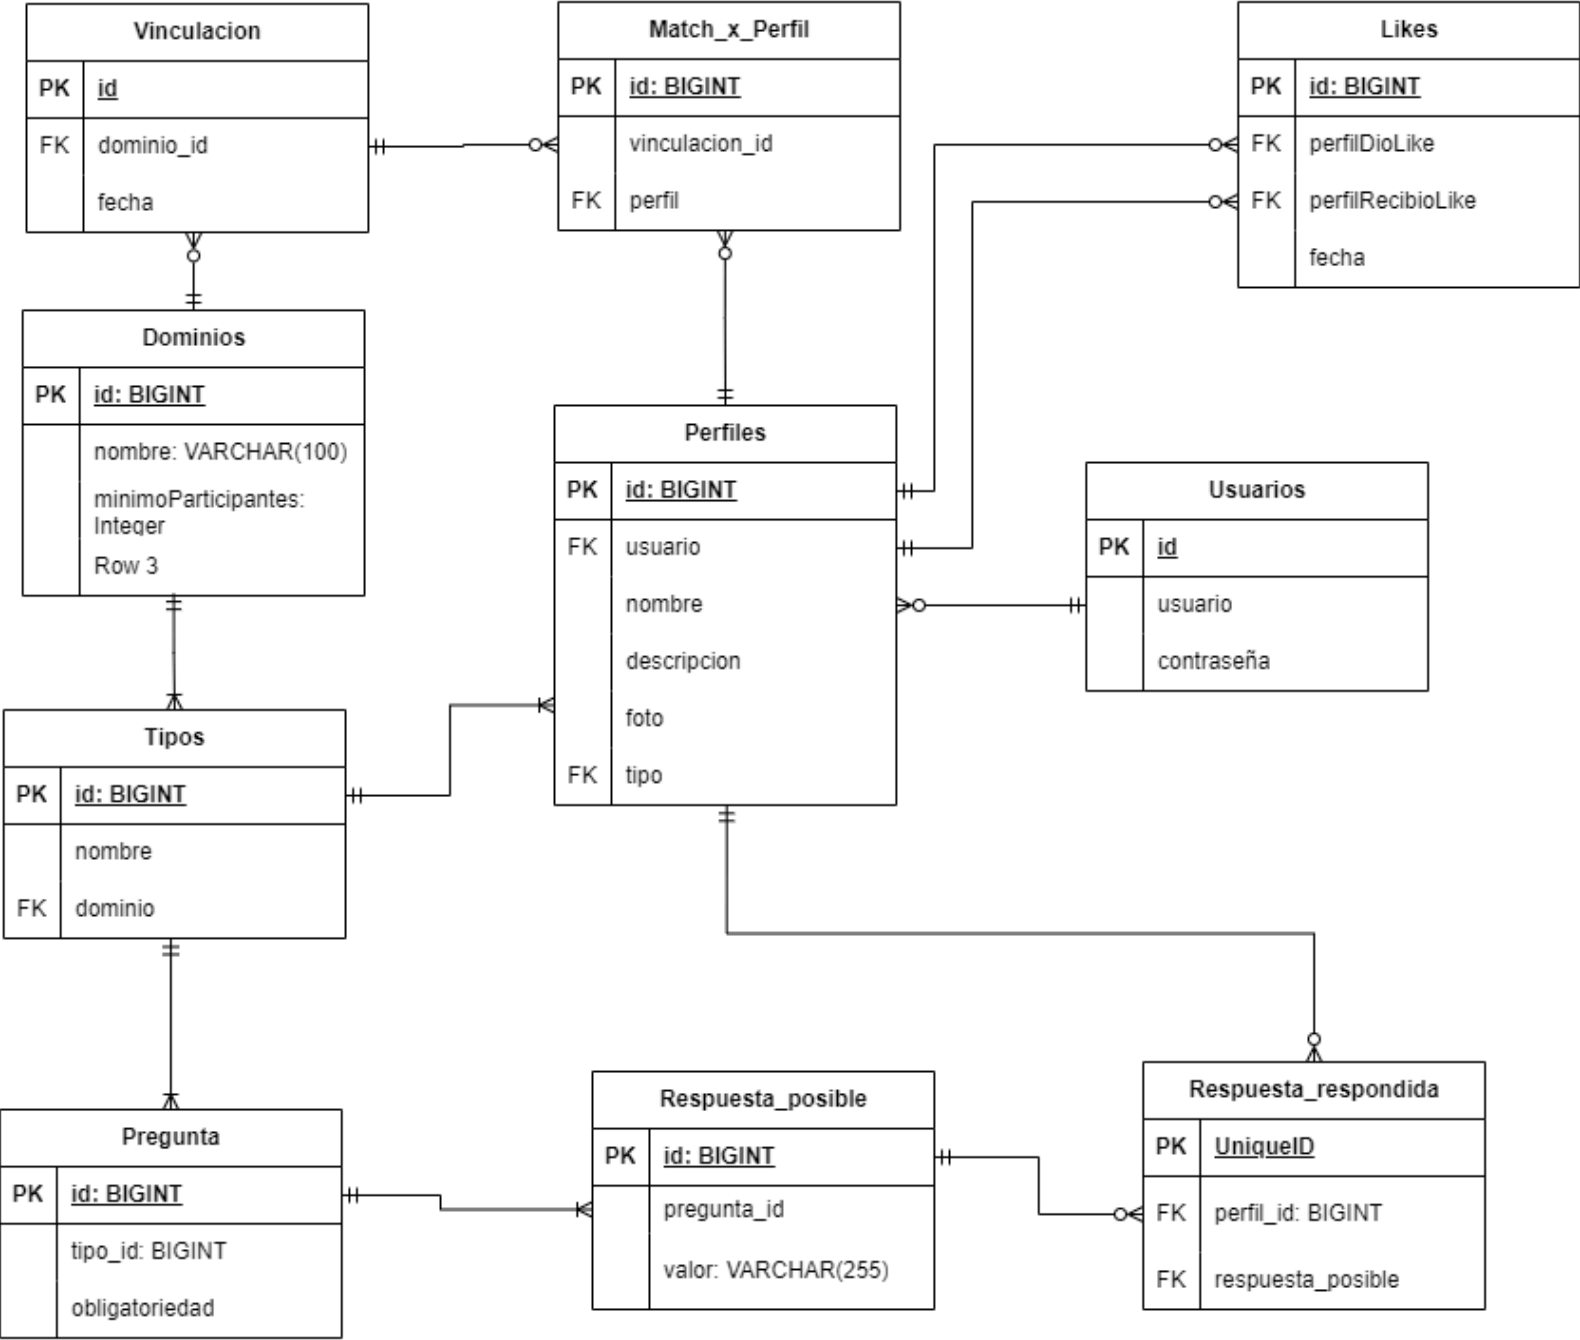 Vinculacion
PK id
FK dominio_id
fecha
Match_x_Perfil
PK id: BIGINT
vinculacion_id
FK perfil
Likes
PK id: BIGINT
FK perfilDioLike
FK perfilRecibioLike
fecha
Dominios
PK id: BIGINT
nombre: VARCHAR(100)
minimoParticipantes:
Integer
Row 3
Perfiles
PK id: BIGINT
FK usuario
nombre
descripcion
foto
FK tipo
Usuarios
PK id
usuario
contraseña
Tipos
PK id: BIGINT
nombre
FK dominio
Pregunta
PK id: BIGINT
tipo_id: BIGINT
obligatoriedad
Respuesta_posible
PK id: BIGINT
pregunta_id
valor: VARCHAR(255)
Respuesta_respondida
PK UniqueID
FK perfil_id: BIGINT
FK respuesta_posible